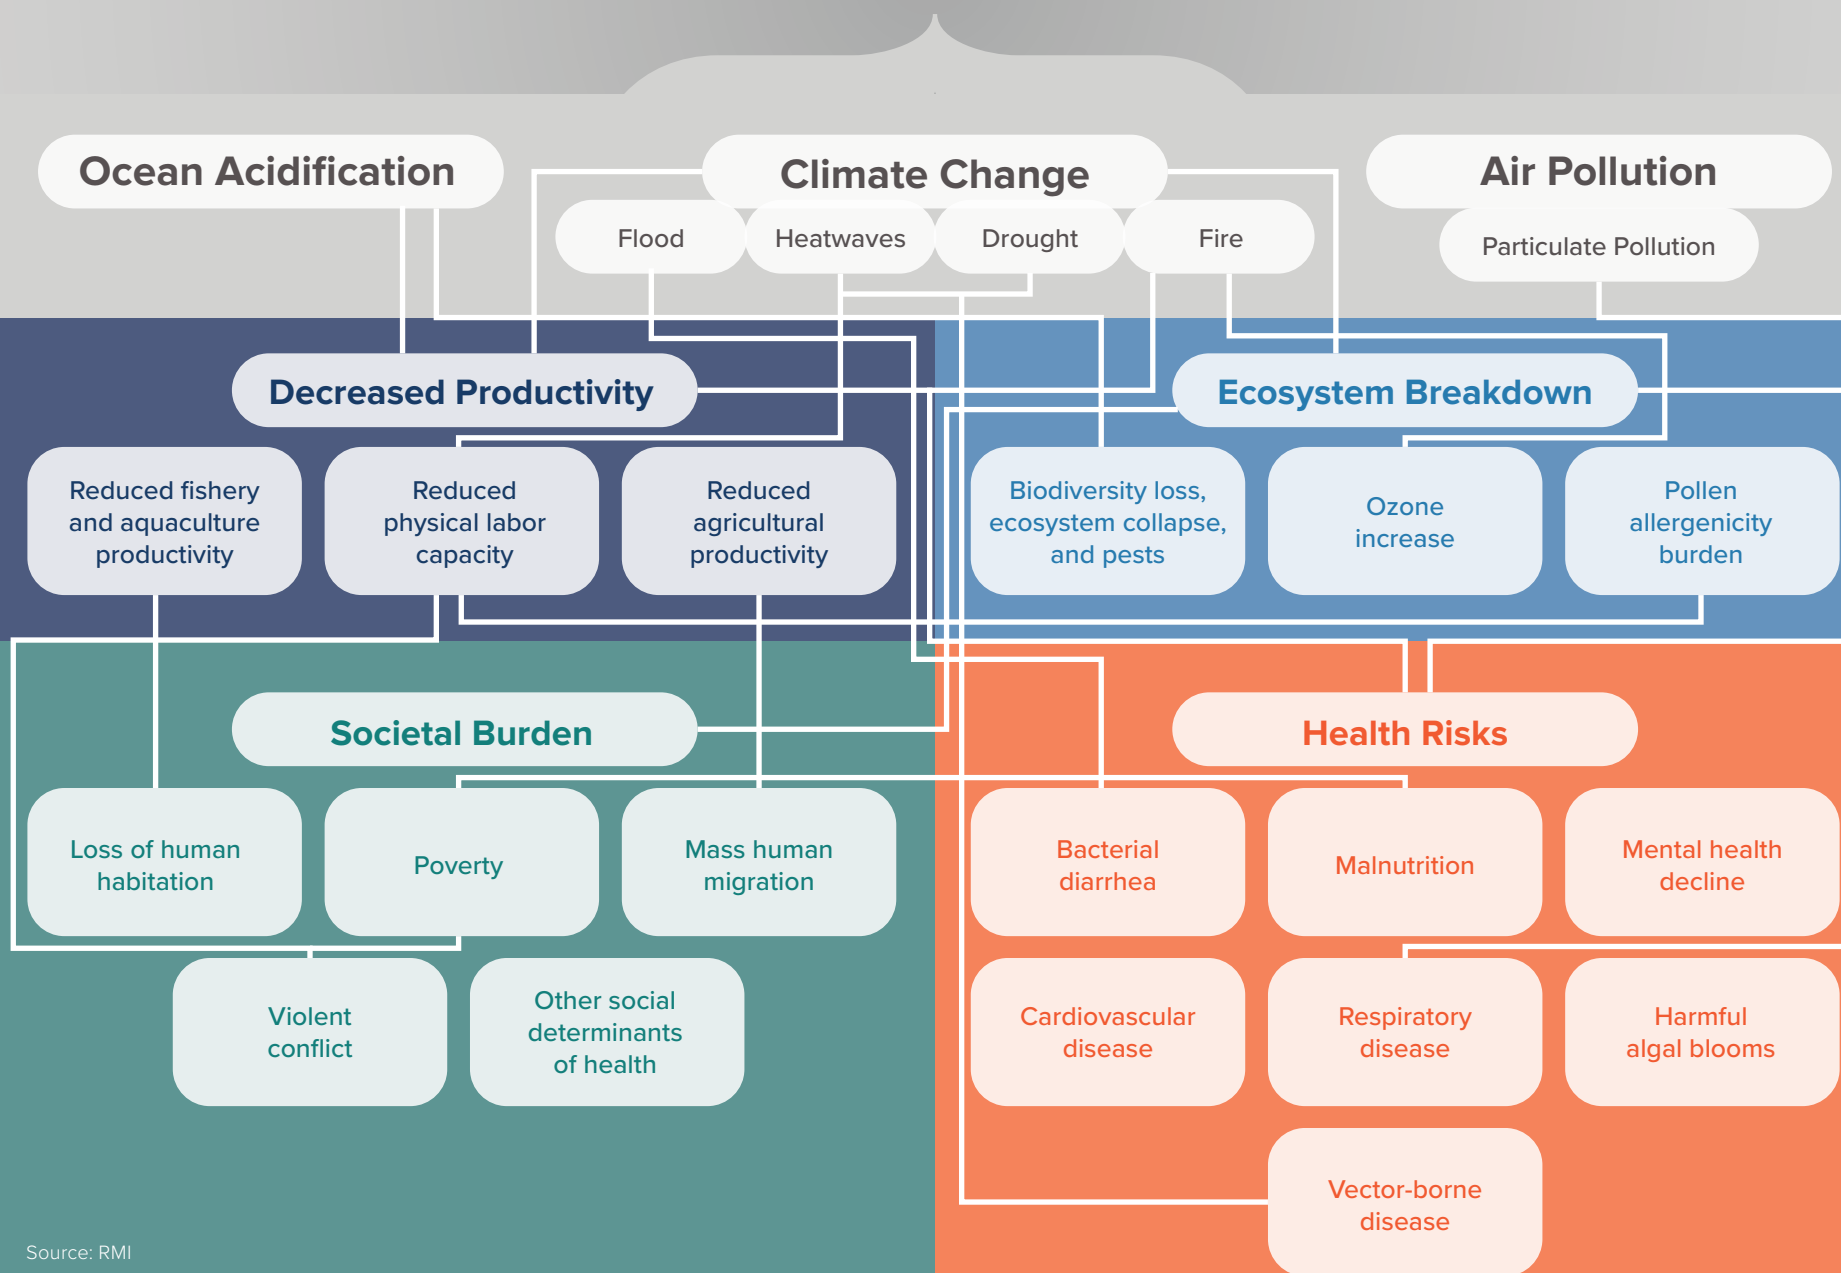 Ocean Acidification
Climate Change
Air Pollution
Flood
Heatwaves
Drought
Fire
Particulate Pollution
Decreased Productivity
Ecosystem Breakdown
Reduced fishery
and aquaculture
productivity
Reduced
physical labor
capacity
Reduced
agricultural
productivity
Biodiversity loss,
ecosystem collapse,
and pests
Ozone
increase
Pollen
allergenicity
burden
Societal Burden
Health Risks
Loss of human
habitation
Poverty
Mass human
migration
Bacterial
diarrhea
Malnutrition
Mental health
decline
Violent
conflict
Other social
determinants
of health
Cardiovascular
disease
Respiratory
disease
Harmful
algal blooms
Vector-borne
disease
Source: RMI